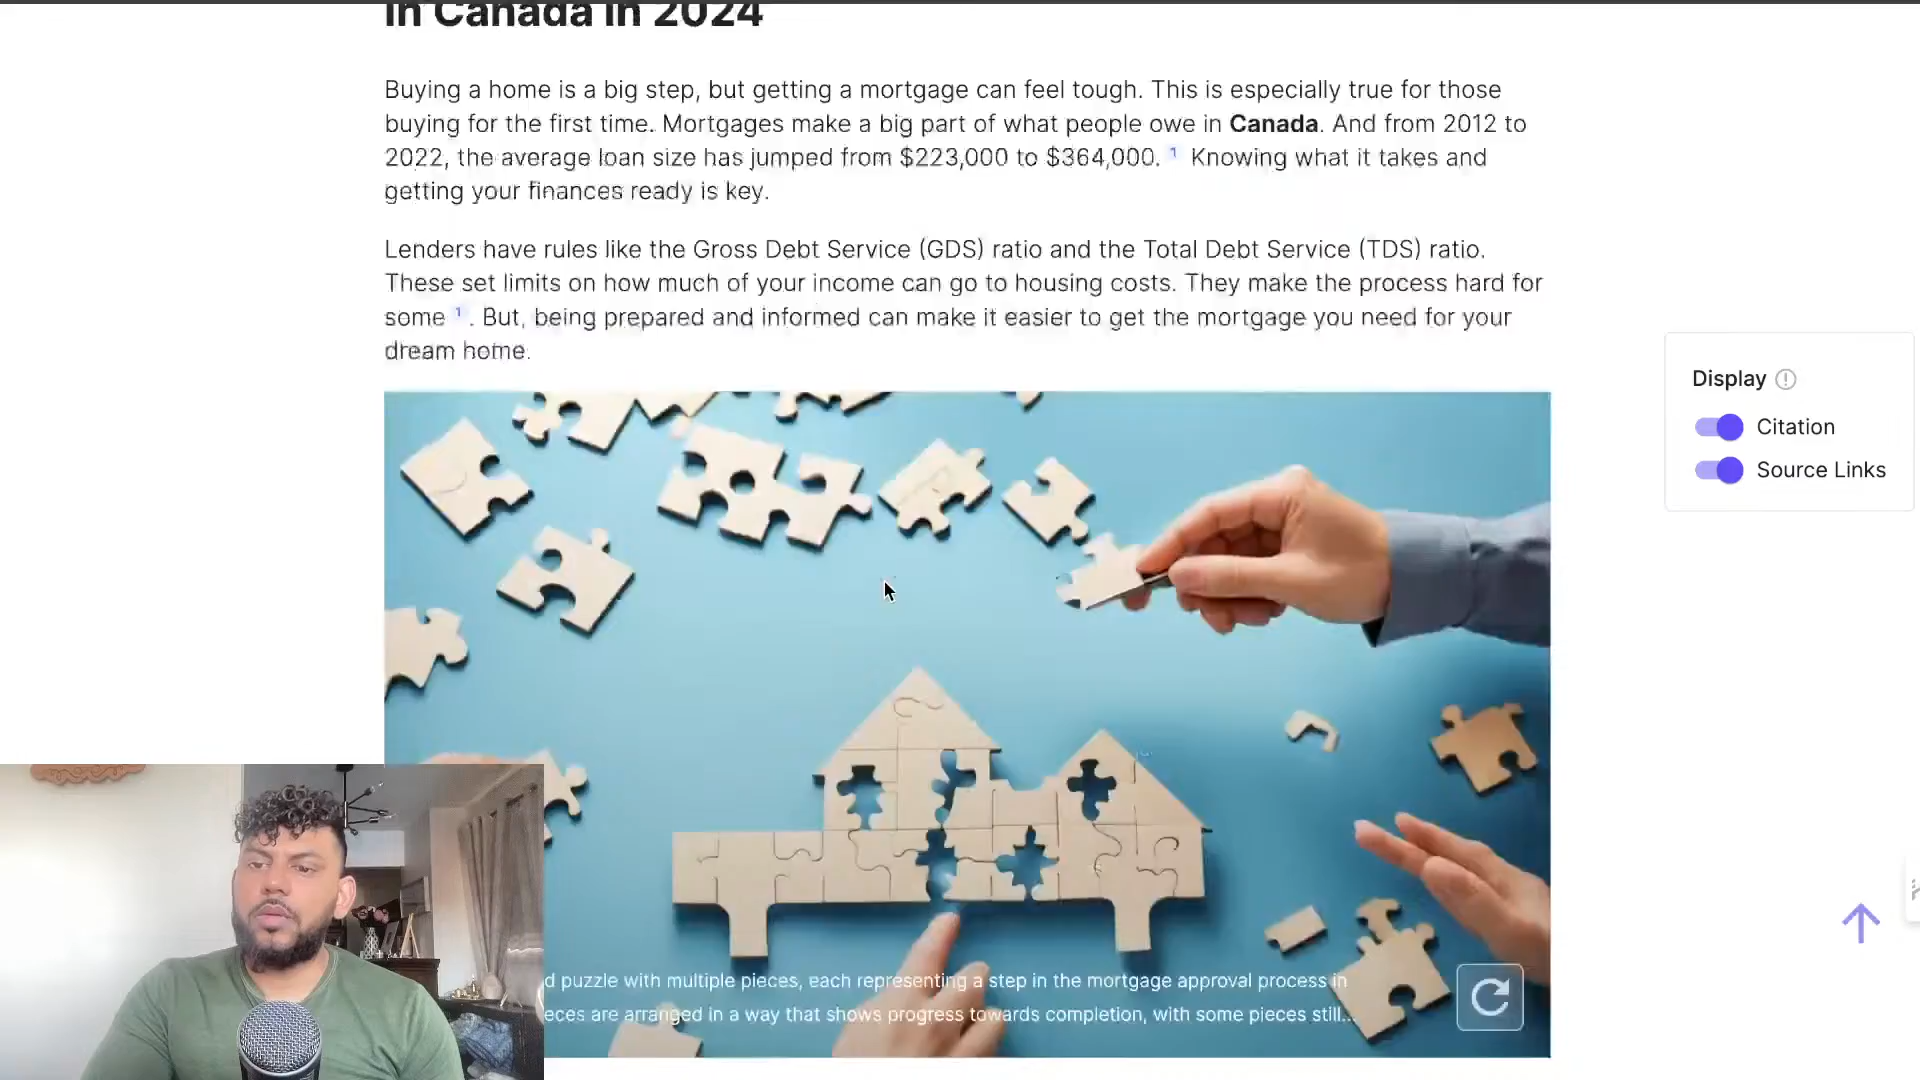 in Canada in 2024
Buying a home is a big step, but getting a mortgage can feel tough. This is especially true for those
buying for the first time. Mortgages make a big part of what people owe in Canada. And from 2012 to
2022, the average loan size has jumped from $223,000 to $364,000. 1 Knowing what it takes and
getting your finances ready is key.
Lenders have rules like the Gross Debt Service (GDS) ratio and the Total Debt Service (TDS) ratio.
These set limits on how much of your income can go to housing costs. They make the process hard for
some 1. But, being prepared and informed can make it easier to get the mortgage you need for your
dream home.
Display
Citation
Source Links
d puzzle with multiple pieces, each representing a step in the mortgage approval process in
eces are arranged in a way that shows progress towards completion, with some pieces still...